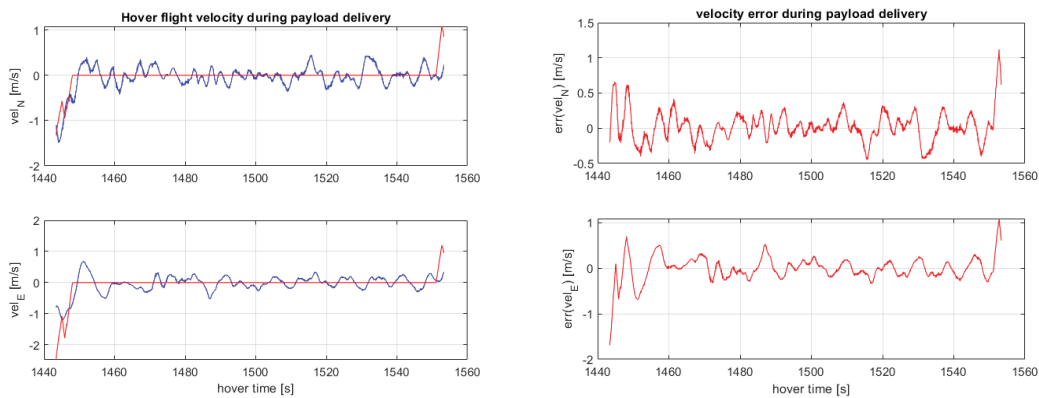 Hover flight velocity during payload delivery
1
0
-1
-2
vel_N [m/s]
1440 1460 1480 1500 1520 1540 1560
2
1
0
-1
-2
vel_E [m/s]
1440 1460 1480 1500 1520 1540 1560
hover time [s]
velocity error during payload delivery
1.5
1
0.5
0
-0.5
err(vel_N) [m/s]
1440 1460 1480 1500 1520 1540 1560
1
0
-1
-2
err(vel_E) [m/s]
1440 1460 1480 1500 1520 1540 1560
hover time [s]